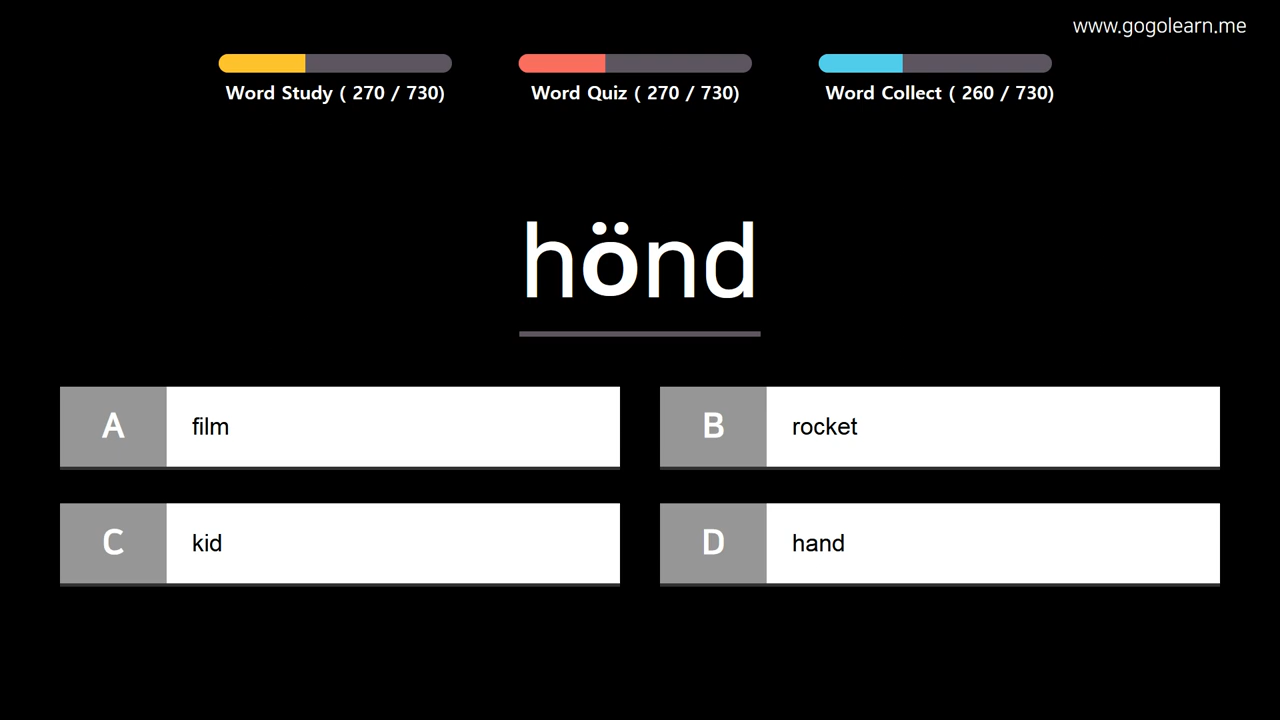 www.gogolearn.me
Word Study ( 270 / 730)
Word Quiz ( 270 / 730)
Word Collect ( 260 / 730)
hönd
A film
B rocket
C kid
D hand